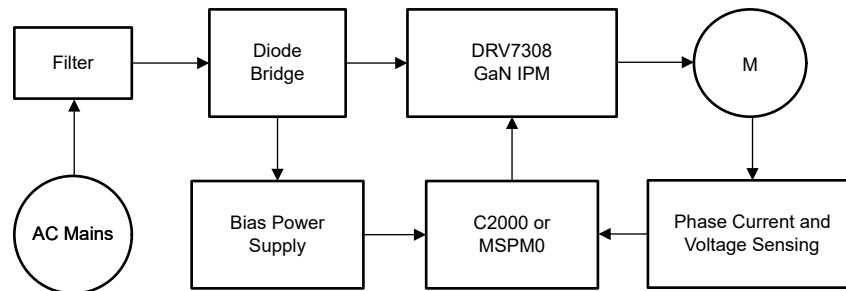 Filter
Diode
Bridge
DRV7308
GaN IPM
M
AC Mains
Bias Power
Supply
C2000 or
MSPM0
Phase Current and
Voltage Sensing